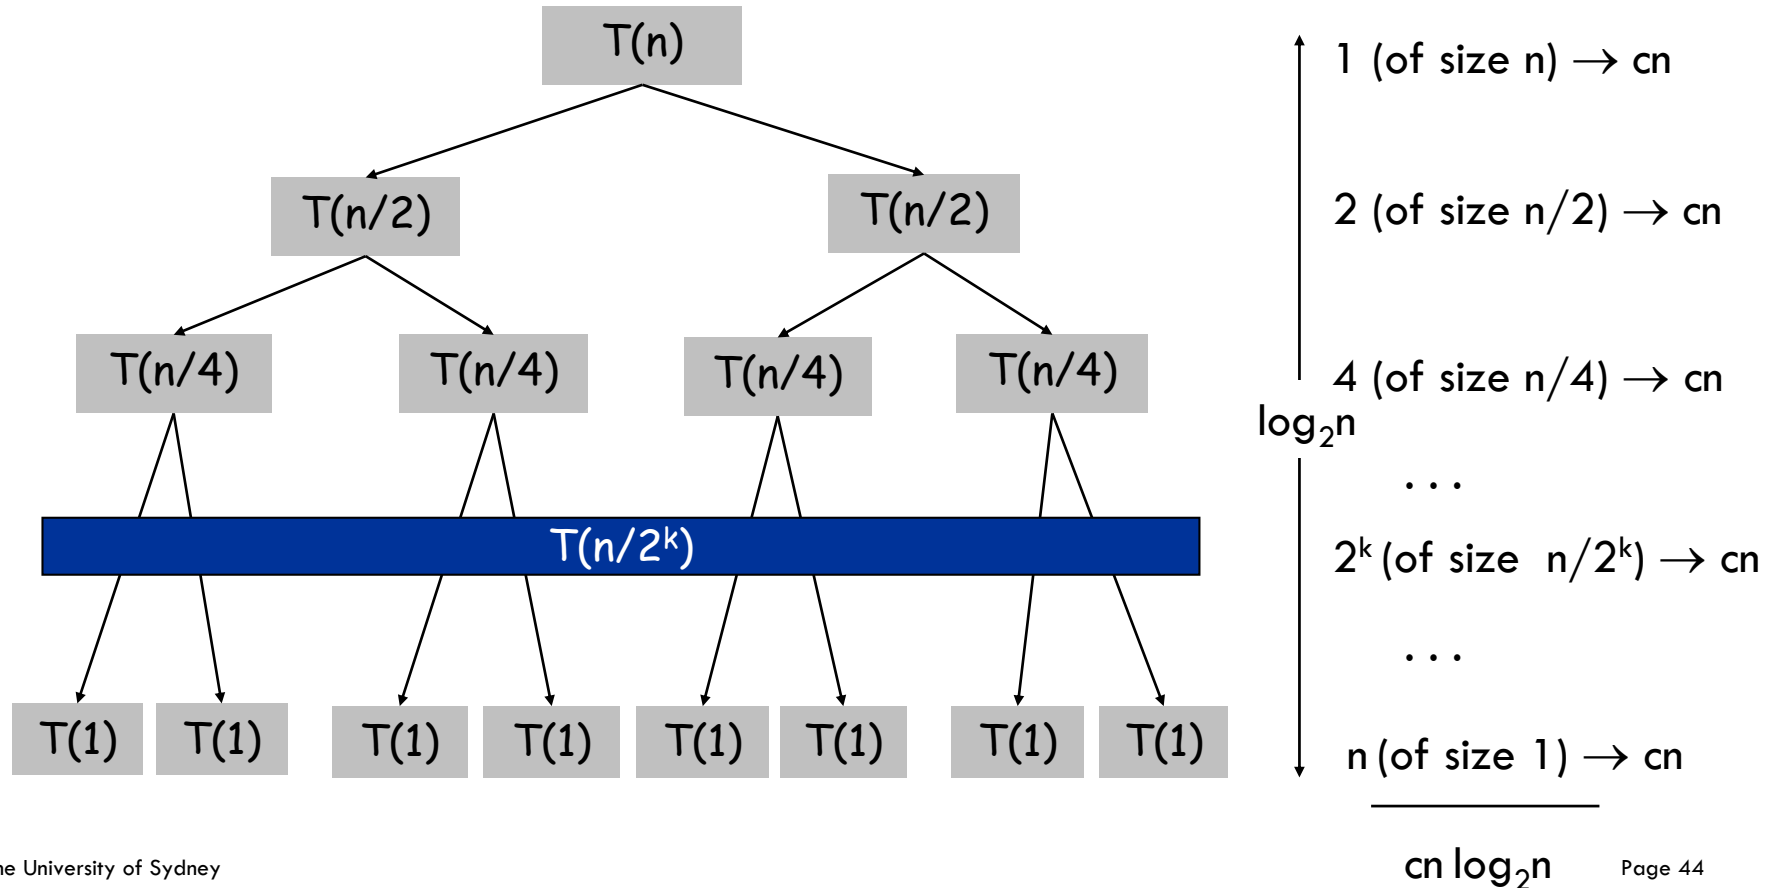 T(n)
1 (of size n) → cn
T(n/2) T(n/2)
2 (of size n/2) → cn
T(n/4) T(n/4) T(n/4) T(n/4)
4 (of size n/4) → cn
log₂n
...
T(n/2ᵏ)
2ᵏ (of size n/2ᵏ) → cn
...
T(1) T(1) T(1) T(1) T(1) T(1) T(1) T(1)
n (of size 1) → cn
cn log₂n
ne University of Sydney
Page 44